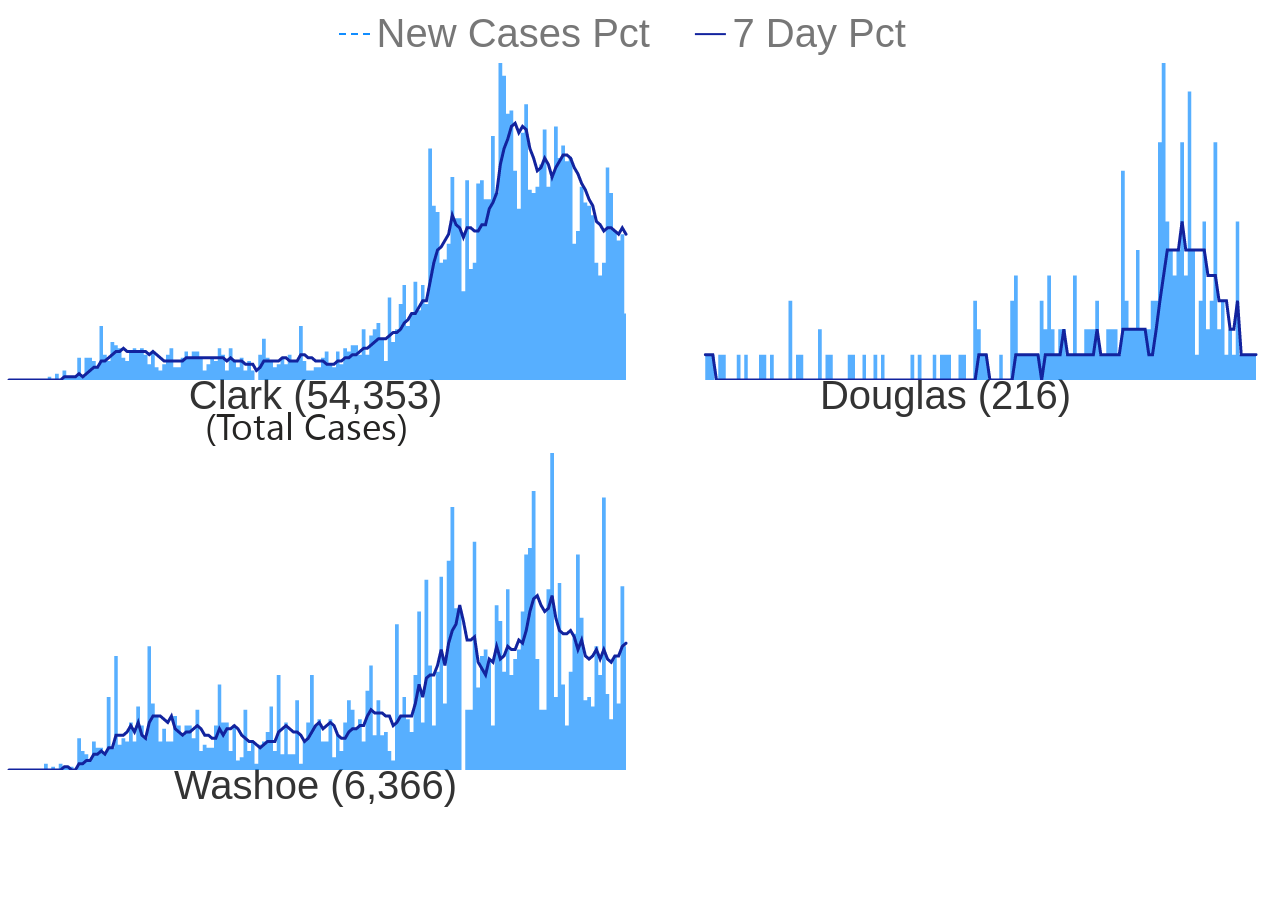 New Cases Pct 7 Day Pct
Clark (54,353)
(Total Cases)
Douglas (216)
Washoe (6,366)